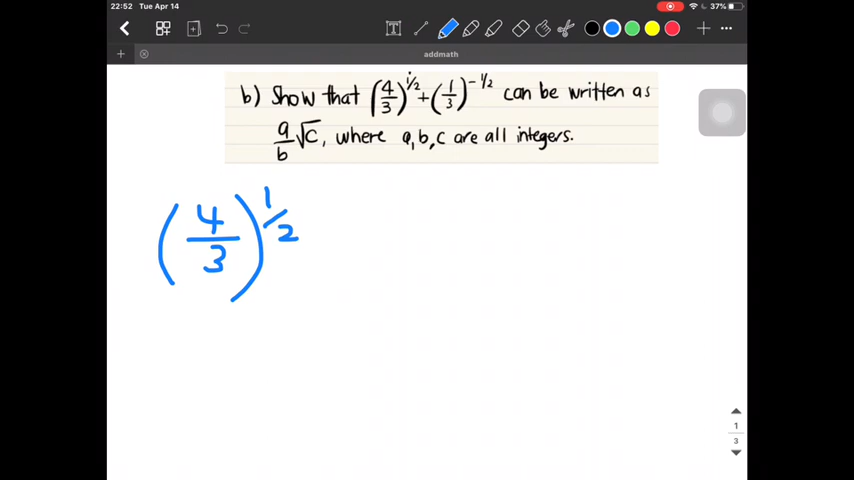 22:52 Tue Apr 14
37%
addmath
b) Show that (4/3)^1/2 + (1/3)^-1/2 can be written as
a/b √c, where a,b,c are all integers.
(4/3)^1/2
1
3